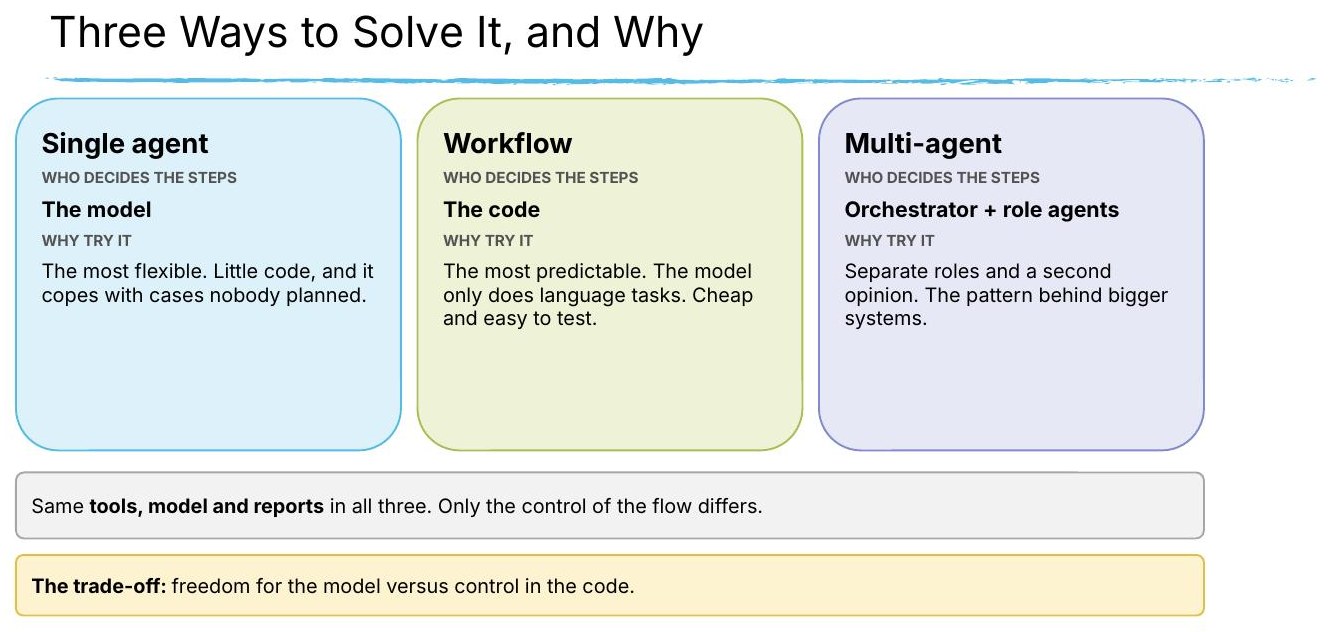 Three Ways to Solve It, and Why
Single agent
WHO DECIDES THE STEPS
The model
WHY TRY IT
The most flexible. Little code, and it
copes with cases nobody planned.
Workflow
WHO DECIDES THE STEPS
The code
WHY TRY IT
The most predictable. The model
only does language tasks. Cheap
and easy to test.
Multi-agent
WHO DECIDES THE STEPS
Orchestrator + role agents
WHY TRY IT
Separate roles and a second
opinion. The pattern behind bigger
systems.
Same tools, model and reports in all three. Only the control of the flow differs.
The trade-off: freedom for the model versus control in the code.